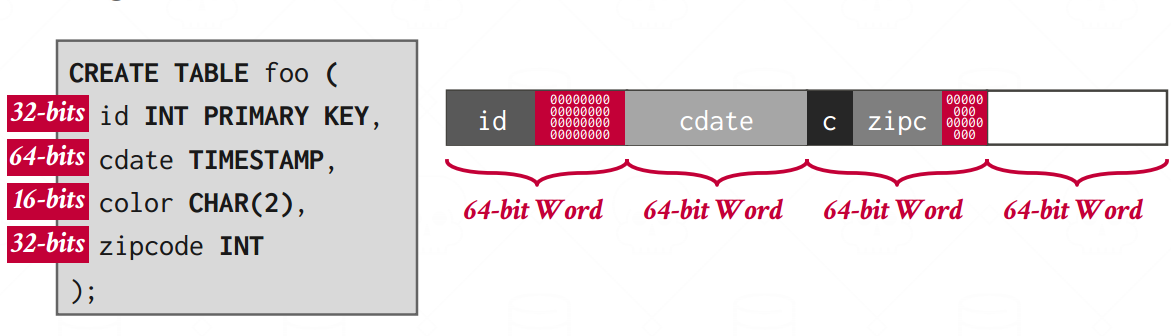 CREATE TABLE foo (
32-bits id INT PRIMARY KEY,
64-bits cdate TIMESTAMP,
16-bits color CHAR(2),
32-bits zipcode INT
);
id
00000000
00000000
00000000
00000000
cdate
c
zipc
00000
000
00000
000
64-bit Word 64-bit Word 64-bit Word 64-bit Word